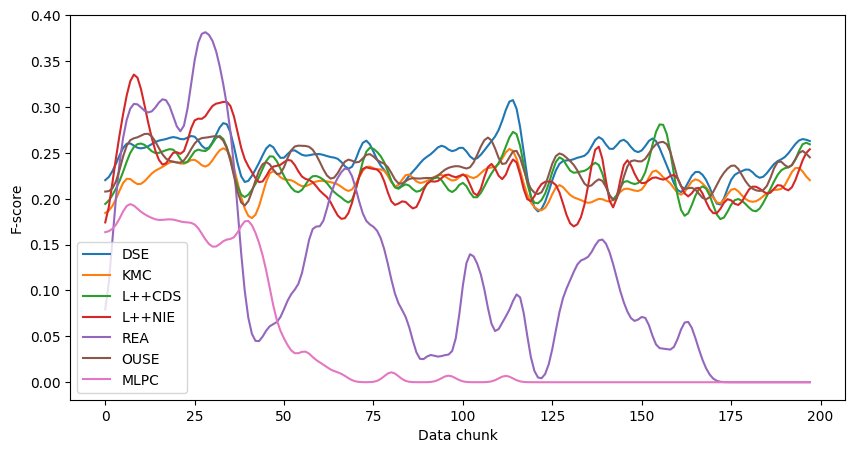 0.40
0.35
0.30
0.25
0.20
0.15
0.10
0.05
0.00
F-score
DSE
KMC
L++CDS
L++NIE
REA
OUSE
MLPC
0 25 50 75 100 125 150 175 200
Data chunk